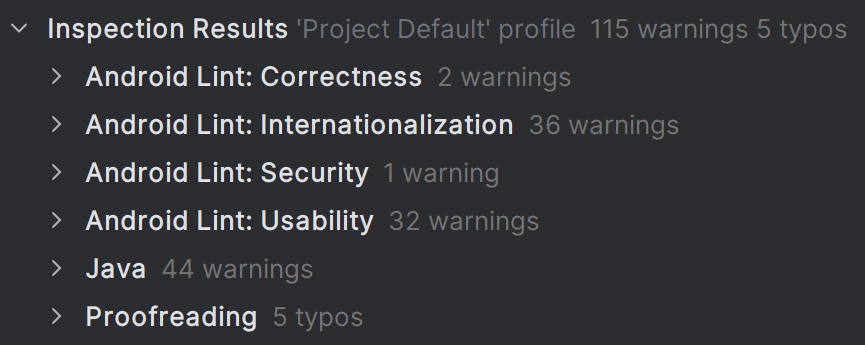 Inspection Results 'Project Default' profile 115 warnings 5 typos
Android Lint: Correctness 2 warnings
Android Lint: Internationalization 36 warnings
Android Lint: Security 1 warning
Android Lint: Usability 32 warnings
Java 44 warnings
Proofreading 5 typos